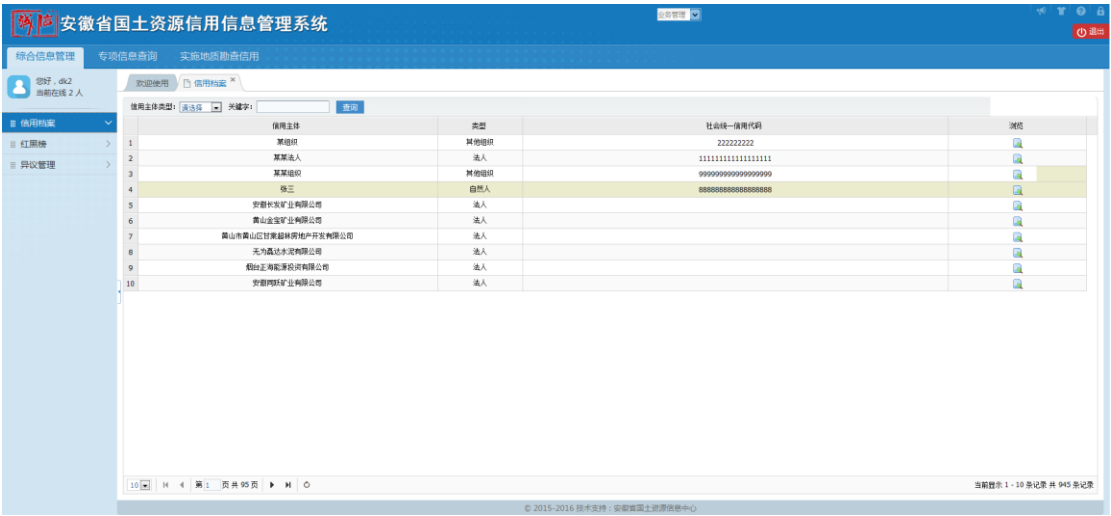 安徽省国土资源信用信息管理系统
业务管理
退出
综合信息管理 专项信息查询 实施地质勘查信用
您好，dk2
当前在线 2 人
欢迎使用 信用档案 ×
信用主体类型: 请选择 关键字: 查询
信用档案
红黑榜
异议管理
信用主体 类型 社会统一信用代码 浏览
1 某组织 其他组织 222222222
2 某某法人 法人 111111111111111111
3 某某组织 其他组织 999999999999999999
4 张三 自然人 888888888888888888
5 安徽长发矿业有限公司 法人
6 黄山金宝矿业有限公司 法人
7 黄山市黄山区甘棠超林房地产开发有限公司 法人
8 无为磊达水泥有限公司 法人
9 烟台正海能源投资有限公司 法人
10 安徽同跃矿业有限公司 法人
10 第 1 页共 95 页 当前显示 1 - 10 条记录 共 945 条记录
© 2015-2016 技术支持：安徽省国土资源信息中心